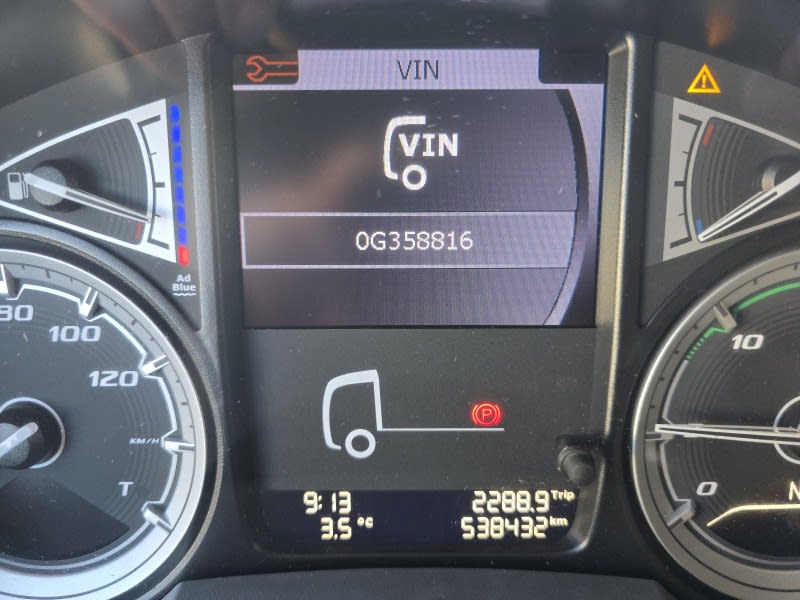 VIN
VIN
0G358816
Ad
Blue
80
100
120
KM/H
T
10
0
N
P
9:13
2288.9 Trip
3.5 °C
538432 km